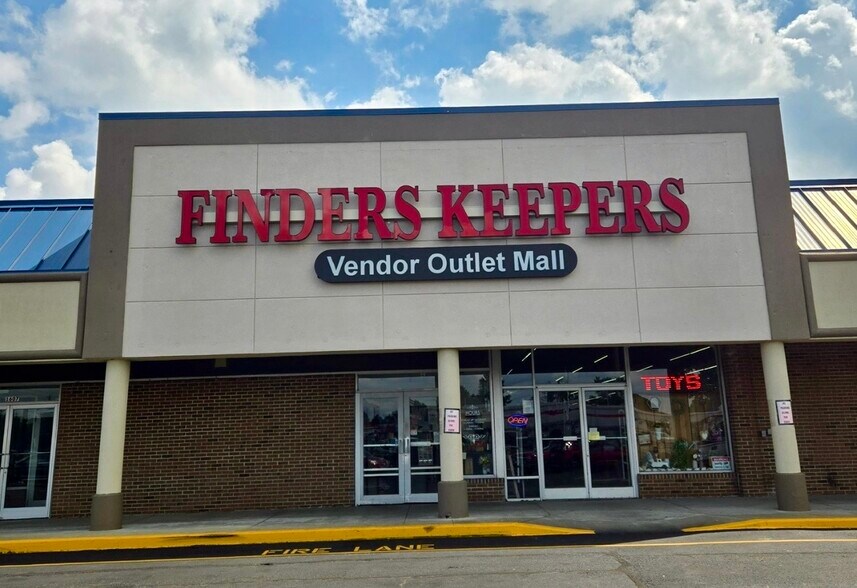 FINDERS KEEPERS
Vendor Outlet Mall
TOYS
OPEN
FIRE LANE